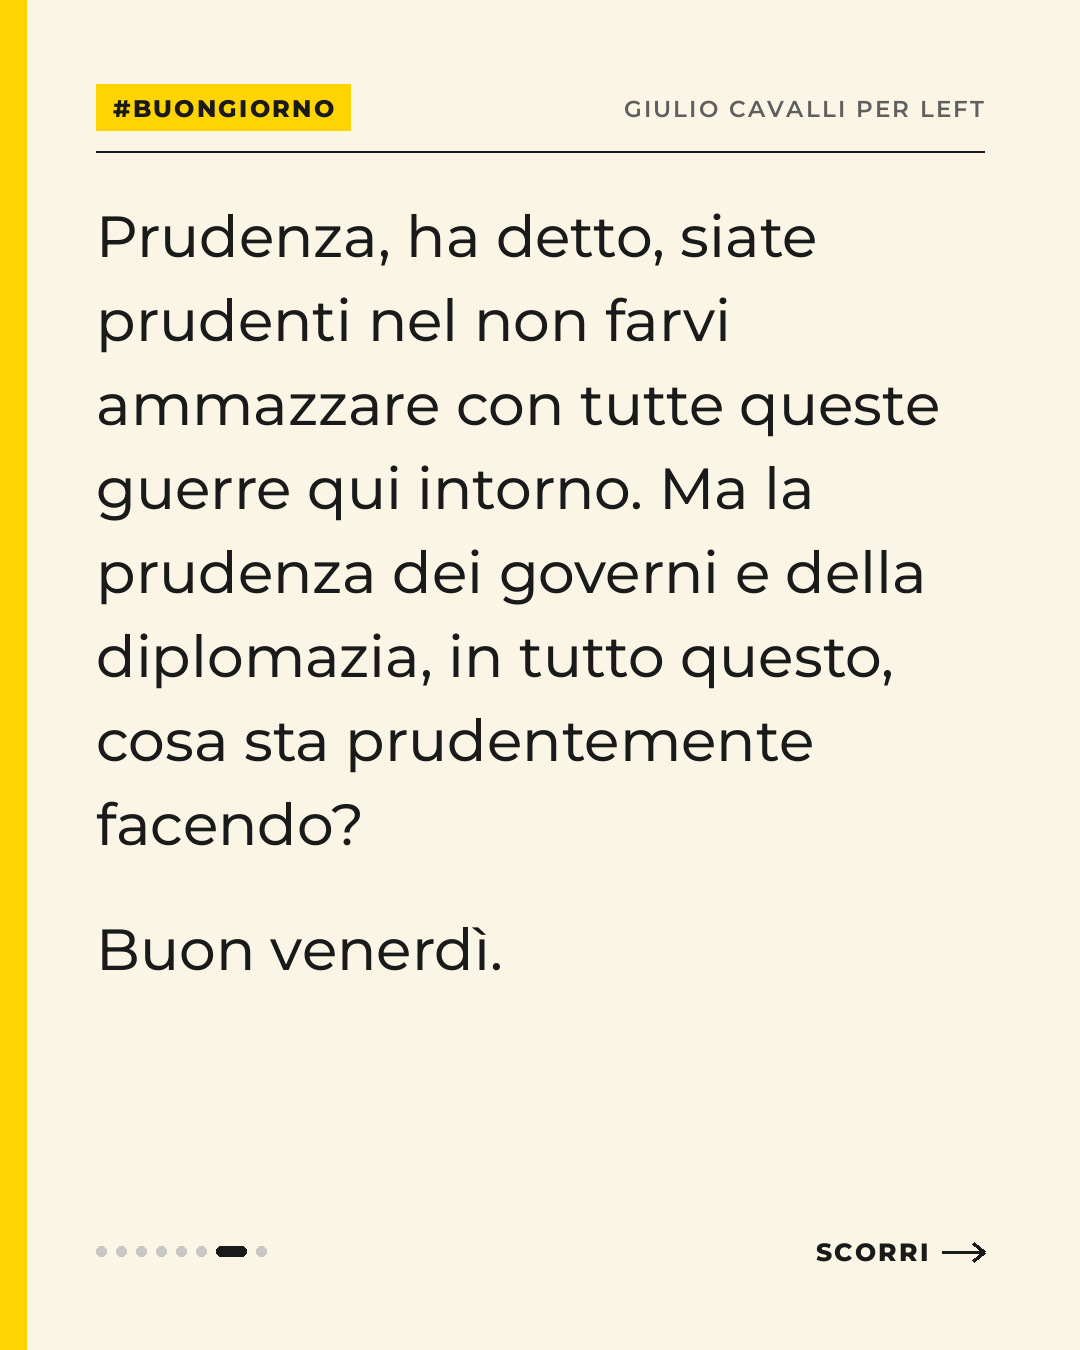 #BUONGIORNO
GIULIO CAVALLI PER LEFT
Prudenza, ha detto, siate
prudenti nel non farvi
ammazzare con tutte queste
guerre qui intorno. Ma la
prudenza dei governi e della
diplomazia, in tutto questo,
cosa sta prudentemente
facendo?
Buon venerdì.
SCORRI